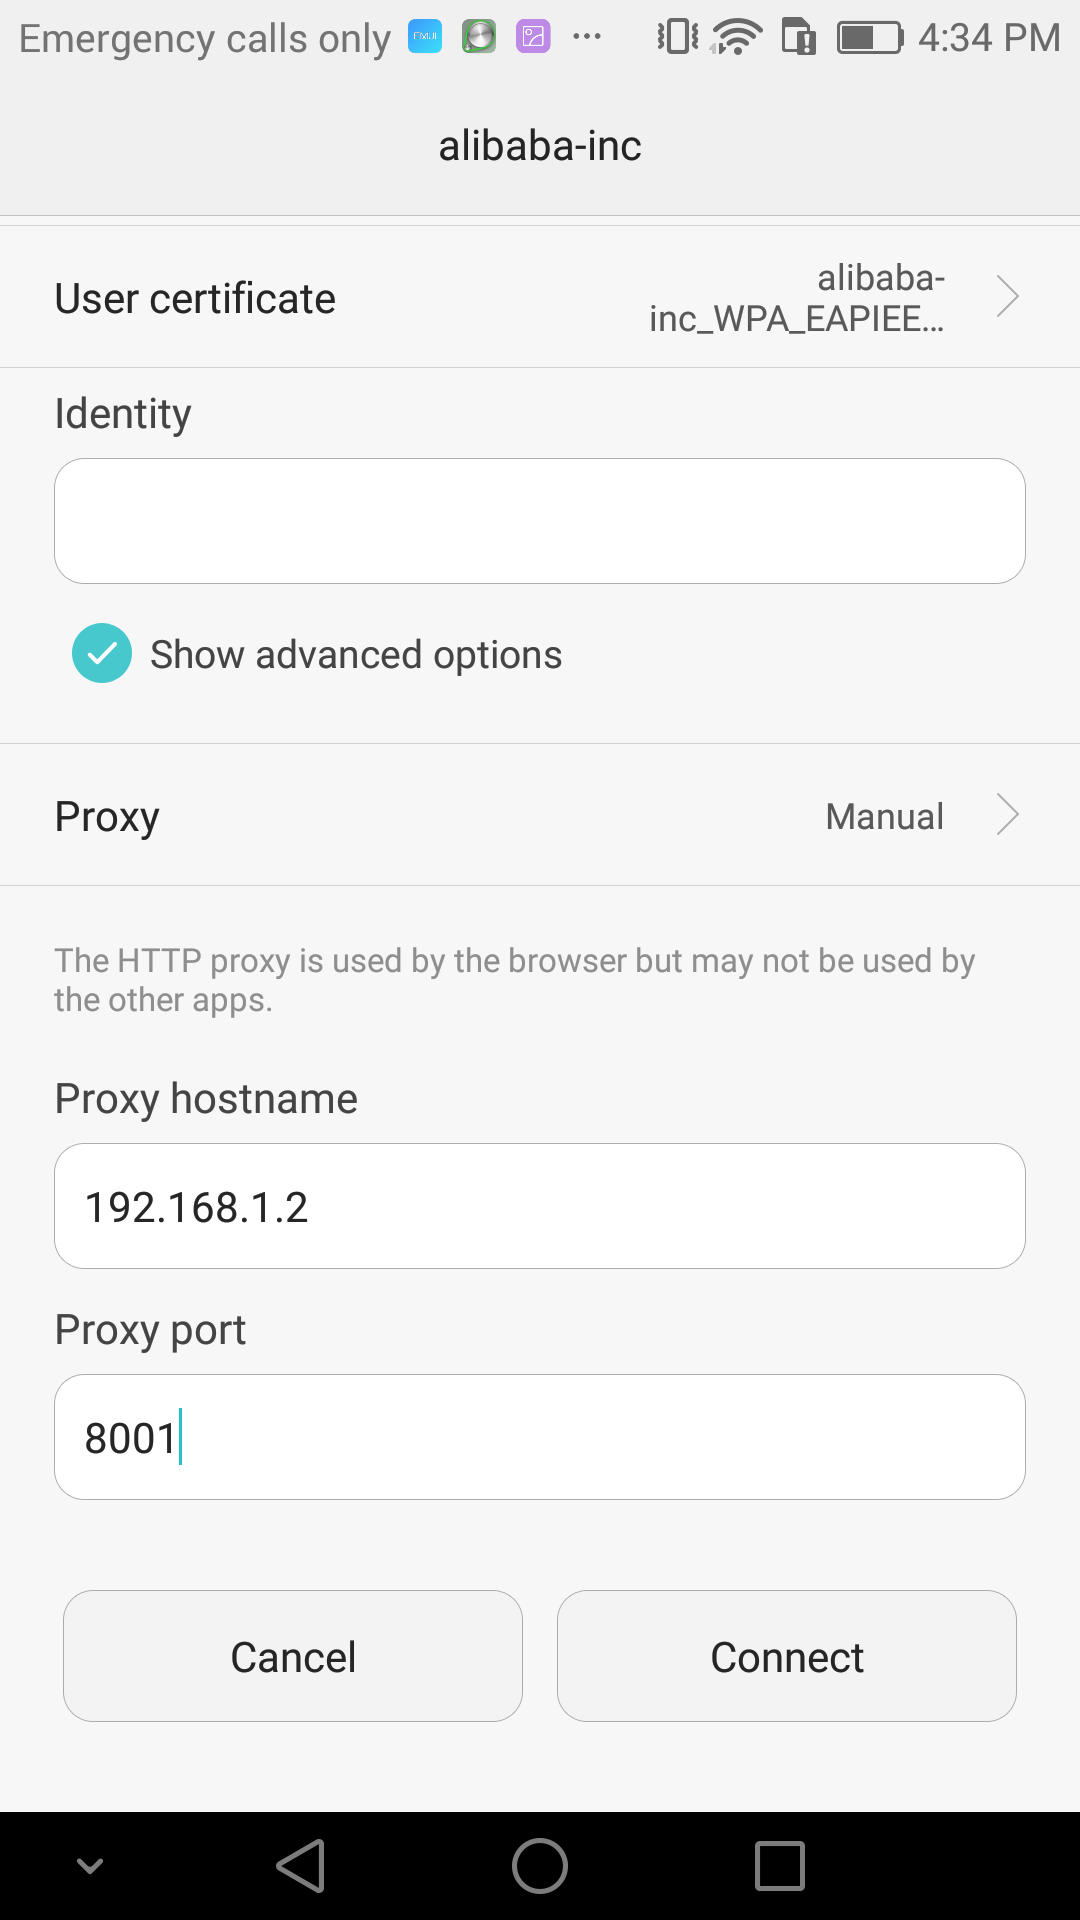 Emergency calls only
4:34 PM
alibaba-inc
User certificate
alibaba-
inc_WPA_EAPIEE...
Identity
Show advanced options
Proxy
Manual
The HTTP proxy is used by the browser but may not be used by
the other apps.
Proxy hostname
192.168.1.2
Proxy port
8001
Cancel
Connect